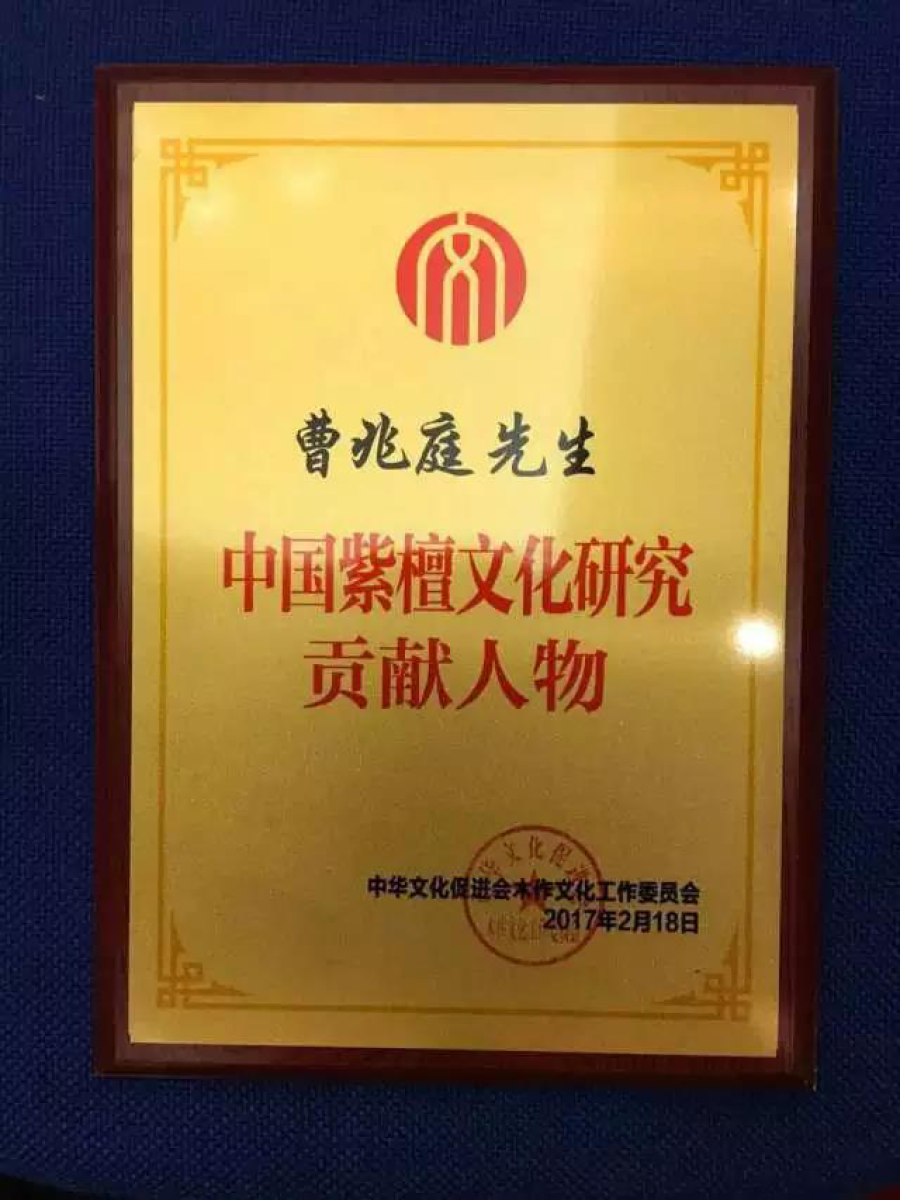 曹兆庭先生
中国紫檀文化研究
贡献人物
中华文化促进会木作文化工作委员会
2017年2月18日